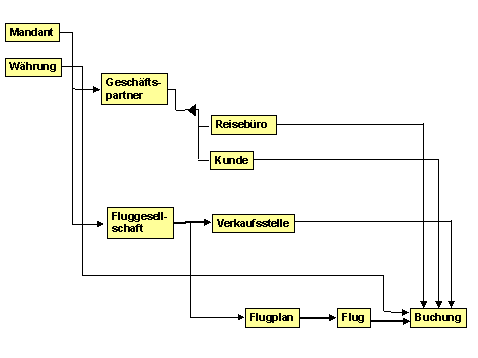 Mandant
Währung
Geschäfts-
partner
Reisebüro
Kunde
Fluggesell-
schaft
Verkaufsstelle
Flugplan
Flug
Buchung